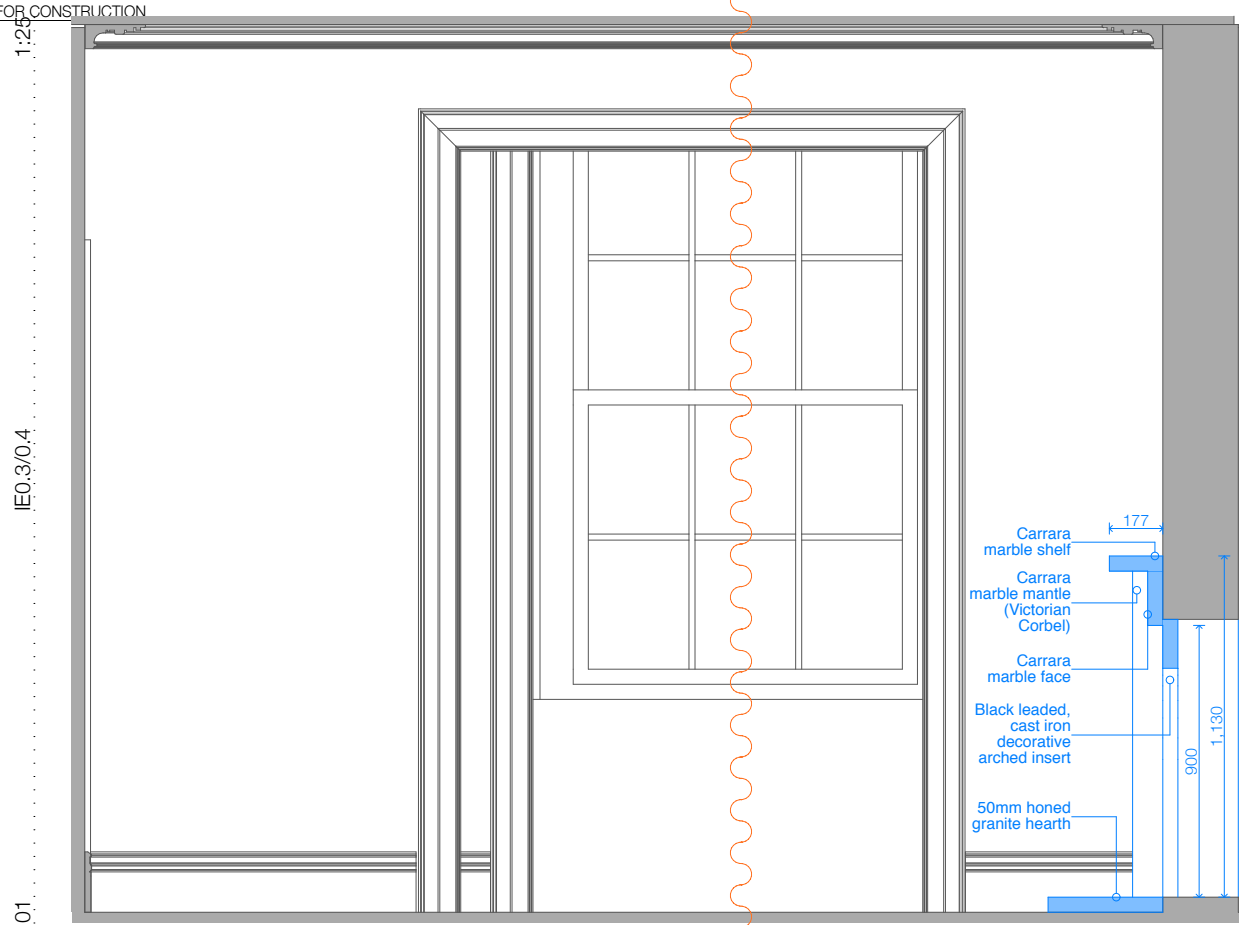 FOR CONSTRUCTION
1:25
IE0.3/0.4
01
177
Carrara
marble shelf
Carrara
marble mantle
(Victorian
Corbel)
Carrara
marble face
Black leaded,
cast iron
decorative
arched insert
900
1,130
50mm honed
granite hearth